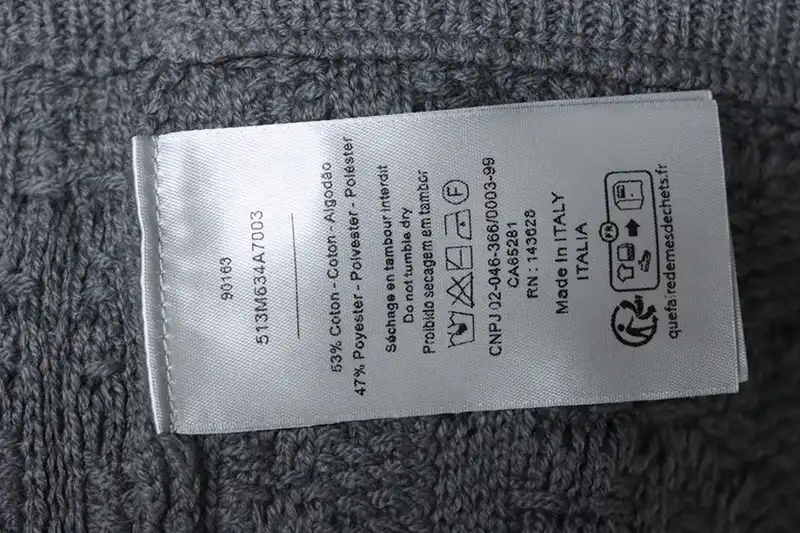 90163
513M634A7003
53% Coton - Coton - Algodão
47% Poyester - Polyester - Poliéster
Séchage en tambour interdit
Do not tumble dry
Proibido secagem em tambor
F
CNPJ 02-046-366/0003-99
CA65281
RN : 143628
Made in ITALY
ITALIA
FR
quefairedemesdechets.fr